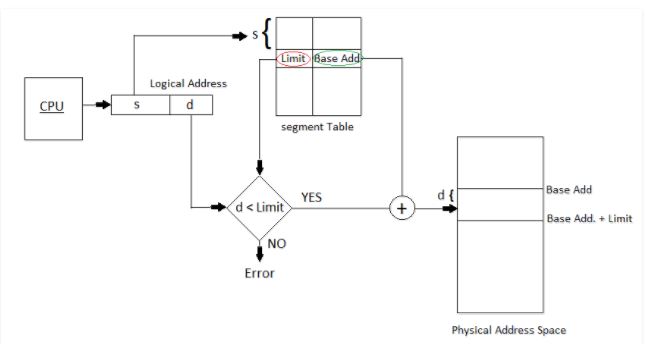 s {
Limit Base Add
Logical Address
CPU
s d
segment Table
d < Limit
YES
d {
+
Base Add
Base Add. + Limit
NO
Error
Physical Address Space